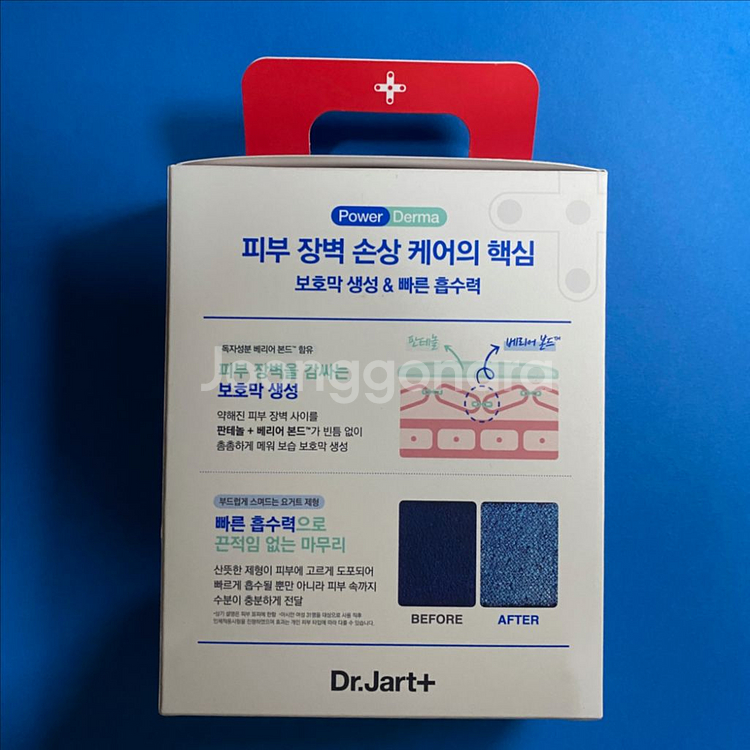 Power Derma
피부 장벽 손상 케어의 핵심
보호막 생성 & 빠른 흡수력
독자성분 베리어 본드™ 함유
피부 장벽을 감싸는
보호막 생성
약해진 피부 장벽 사이를
판테놀 + 베리어 본드™가 빈틈 없이
촘촘하게 메워 보습 보호막 생성
판테놀
베리어 본드™
Joonggonara
부드럽게 스며드는 요거트 제형
빠른 흡수력으로
끈적임 없는 마무리
산뜻한 제형이 피부에 고르게 도포되어
빠르게 흡수될 뿐만 아니라 피부 속까지
수분이 충분하게 전달
BEFORE
AFTER
Dr.Jart+